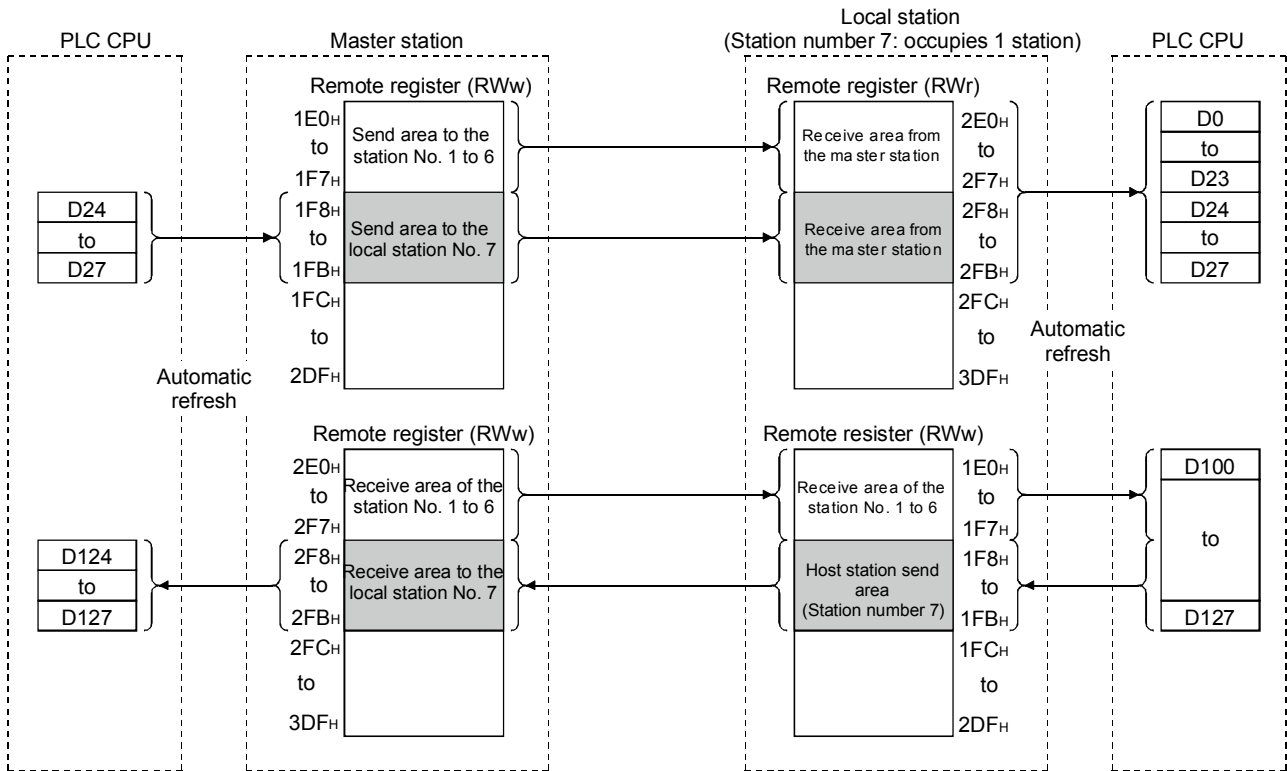 Local station
PLC CPU
Master station
(Station number 7: occupies 1 station)
PLC CPU
Remote register (RWw)
1E0H
to
1F7H
1F8H
to
1FBH
1FCH
to
2DFH
Send area to the
station No. 1 to 6
Send area to the
local station No. 7
D24
to
D27
Automatic
refresh
Remote register (RWr)
Receive area from
the master station
Receive area from
the master station
2E0H
to
2F7H
2F8H
to
2FBH
2FCH
to
3DFH
D0
to
D23
D24
to
D27
Automatic
refresh
Remote register (RWw)
2E0H
to
2F7H
2F8H
to
2FBH
2FCH
to
3DFH
Receive area of the
station No. 1 to 6
Receive area to the
local station No. 7
D124
to
D127
Remote resister (RWw)
Receive area of the
station No. 1 to 6
Host station send
area
(Station number 7)
1E0H
to
1F7H
1F8H
to
1FBH
1FCH
to
2DFH
D100
to
D127